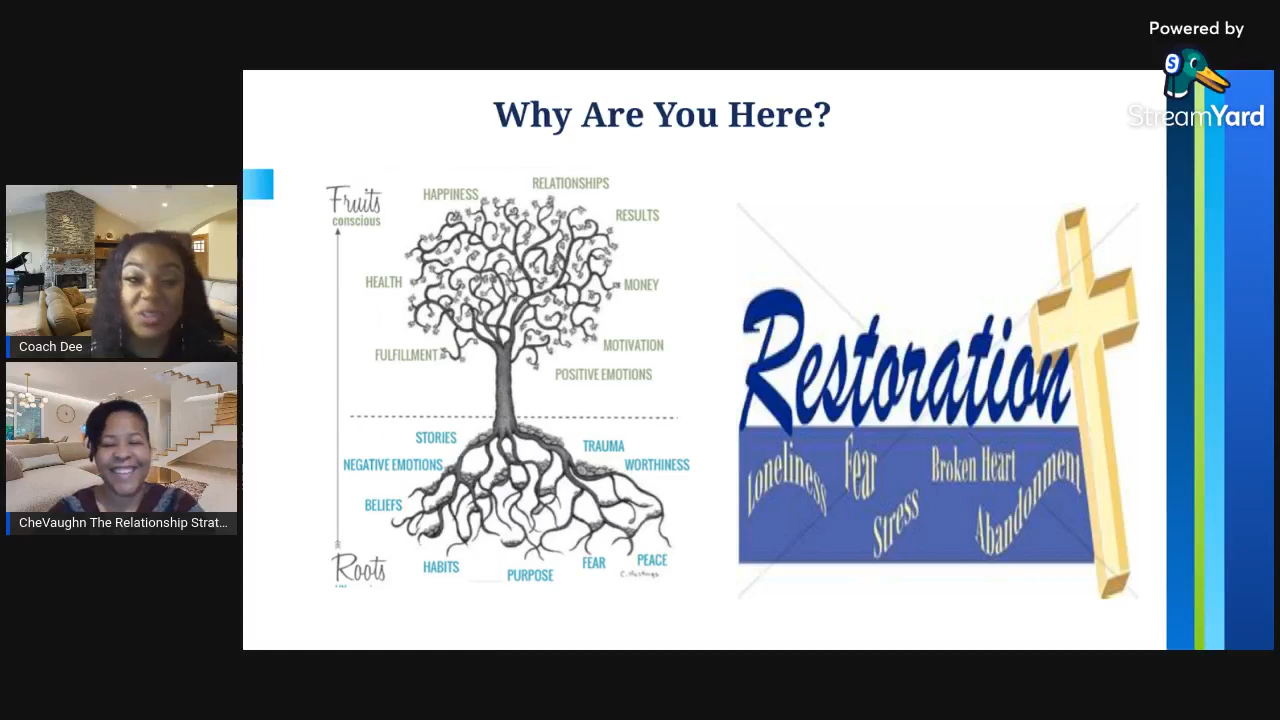 Powered by
StreamYard
Why Are You Here?
Fruits
conscious
HAPPINESS
RELATIONSHIPS
RESULTS
HEALTH
MONEY
FULFILLMENT
MOTIVATION
POSITIVE EMOTIONS
STORIES
TRAUMA
NEGATIVE EMOTIONS
WORTHINESS
BELIEFS
Roots
HABITS
PURPOSE
FEAR
PEACE
C. Hastings
Restoration
Loneliness
Fear
Stress
Broken Heart
Abandonment
Coach Dee
CheVaughn The Relationship Strat...